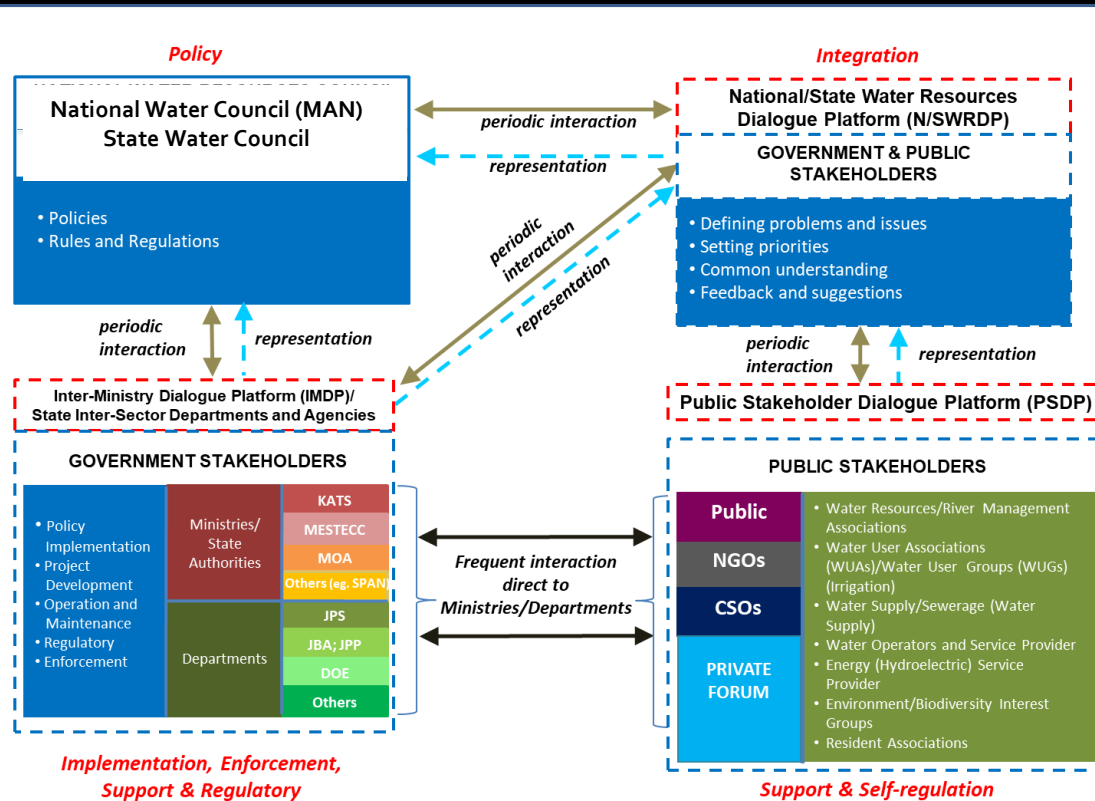 Policy
Integration
National Water Council (MAN)
State Water Council
• Policies
• Rules and Regulations
periodic interaction
representation
National/State Water Resources
Dialogue Platform (N/SWRDP)
GOVERNMENT & PUBLIC
STAKEHOLDERS
• Defining problems and issues
• Setting priorities
• Common understanding
• Feedback and suggestions
periodic
interaction
representation
periodic
interaction
representation
periodic
interaction
representation
Inter-Ministry Dialogue Platform (IMDP)/
State Inter-Sector Departments and Agencies
GOVERNMENT STAKEHOLDERS
• Policy
Implementation
• Project
Development
• Operation and
Maintenance
• Regulatory
• Enforcement
Ministries/
State
Authorities
Departments
KATS
MESTECC
MOA
Others (eg. SPAN)
JPS
JBA; JPP
DOE
Others
Frequent interaction
direct to
Ministries/Departments
Public Stakeholder Dialogue Platform (PSDP)
PUBLIC STAKEHOLDERS
Public
NGOs
CSOs
PRIVATE
FORUM
• Water Resources/River Management
Associations
• Water User Associations
(WUAs)/Water User Groups (WUGs)
(Irrigation)
• Water Supply/Sewerage (Water
Supply)
• Water Operators and Service Provider
• Energy (Hydroelectric) Service
Provider
• Environment/Biodiversity Interest
Groups
• Resident Associations
Implementation, Enforcement,
Support & Regulatory
Support & Self-regulation